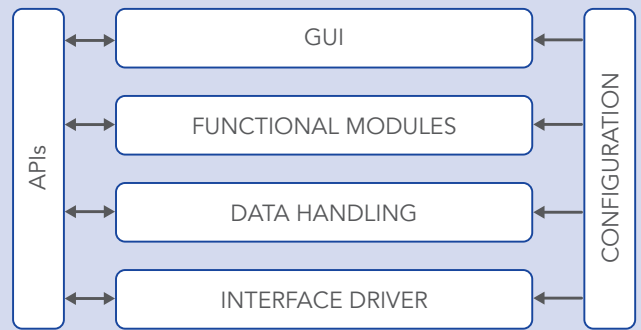 GUI
FUNCTIONAL MODULES
DATA HANDLING
INTERFACE DRIVER
APIs
CONFIGURATION